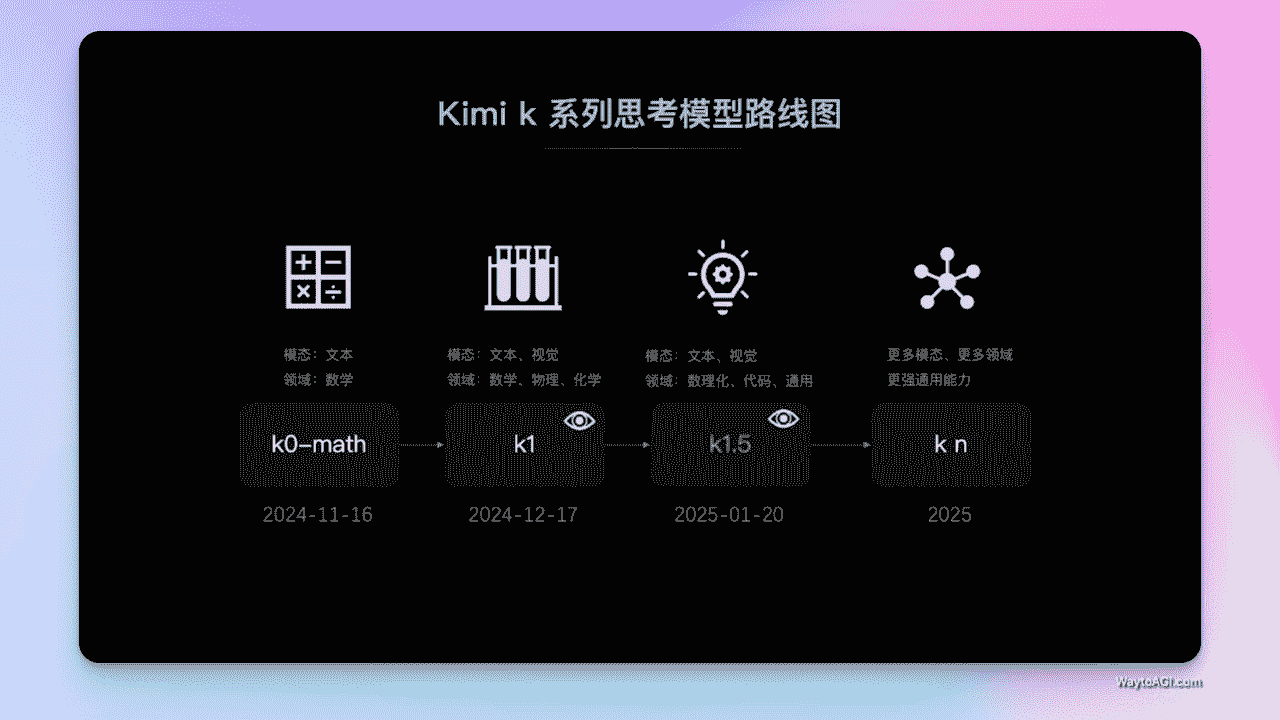 Kimi k 系列思考模型路线图
模态：文本
领域：数学
模态：文本、视觉
领域：数学、物理、化学
模态：文本、视觉
领域：数理化、代码、通用
更多模态、更多领域
更强通用能力
k0-math
k1
k1.5
k n
2024-11-16
2024-12-17
2025-01-20
2025
WaytoAGI.com